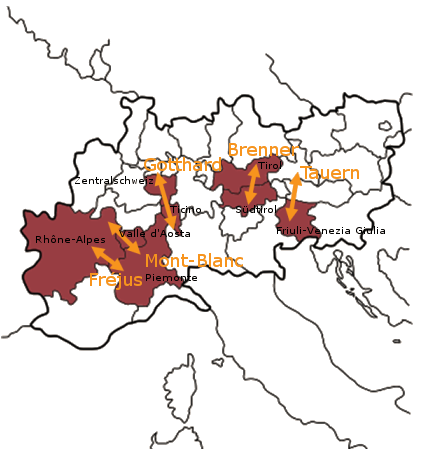 Brenner
Gotthard
Tirol
Tauern
Zentralschweiz
Ticino
Südtirol
Valle d'Aosta
Friuli-Venezia Giulia
Rhône-Alpes
Mont-Blanc
Frejus
Piemonte